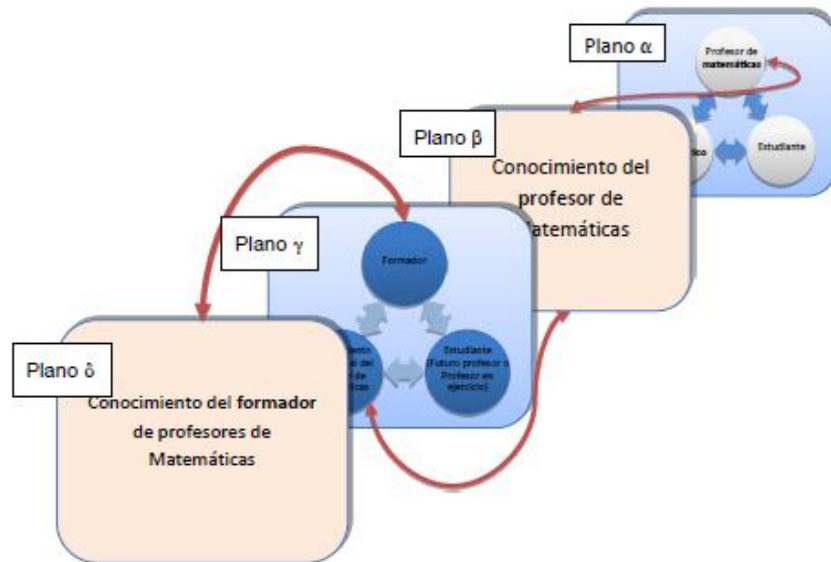 Plano α
Profesor de
matemáticas
Estudiante
Plano β
Conocimiento del
profesor de
Matemáticas
Plano γ
Formador
Estudiante
(Futuro profesor o
Profesor en
ejercicio)
Plano δ
Conocimiento del formador
de profesores de
Matemáticas